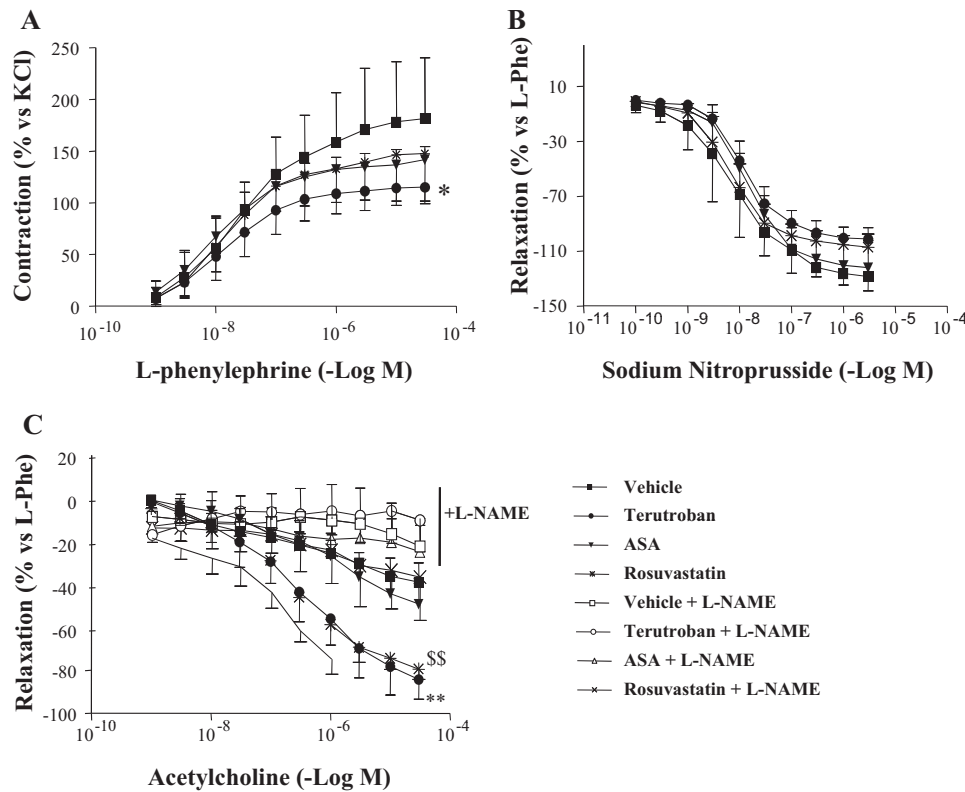 A
Contraction (% vs KCl)
250
200
150
100
50
0
*
10-10
10-8
10-6
10-4
L-phenylephrine (-Log M)
B
Relaxation (% vs L-Phe)
10
-30
-70
-110
-150
10-11
10-10
10-9
10-8
10-7
10-6
10-5
10-4
Sodium Nitroprusside (-Log M)
C
Relaxation (% vs L-Phe)
20
0
-20
-40
-60
-80
-100
+L-NAME
$$
**
10-10
10-8
10-6
10-4
Acetylcholine (-Log M)
Vehicle
Terutroban
ASA
Rosuvastatin
Vehicle + L-NAME
Terutroban + L-NAME
ASA + L-NAME
Rosuvastatin + L-NAME